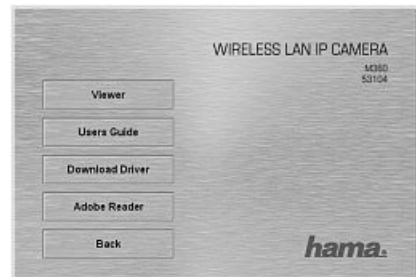 WIRELESS LAN IP CAMERA
M360
53104
Viewer
Users Guide
Download Driver
Adobe Reader
Back
hama.